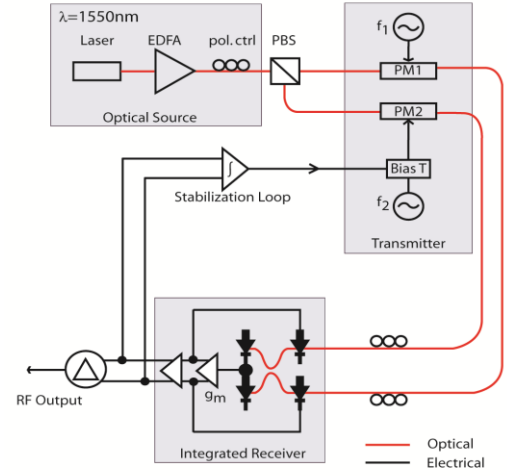 λ=1550nm
Laser
EDFA
pol. ctrl
PBS
Optical Source
f1
PM1
PM2
Bias T
f2
Transmitter
∫
Stabilization Loop
RF Output
gm
Integrated Receiver
Optical
Electrical